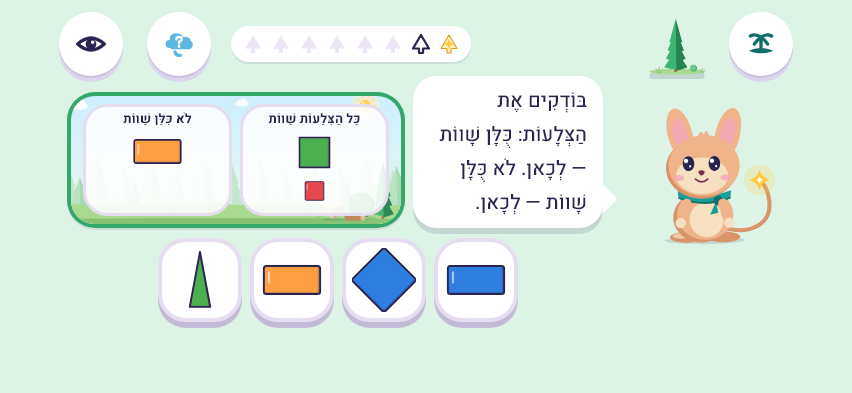 בּוֹדְקִים אֶת
הַצְּלָעוֹת: כֻּלָּן שָׁווֹת
– לְכָאן. לֹא כֻּלָּן
שָׁווֹת – לְכָאן.
כָּל הַצְּלָעוֹת שָׁווֹת
לֹא כֻּלָּן שָׁווֹת
?